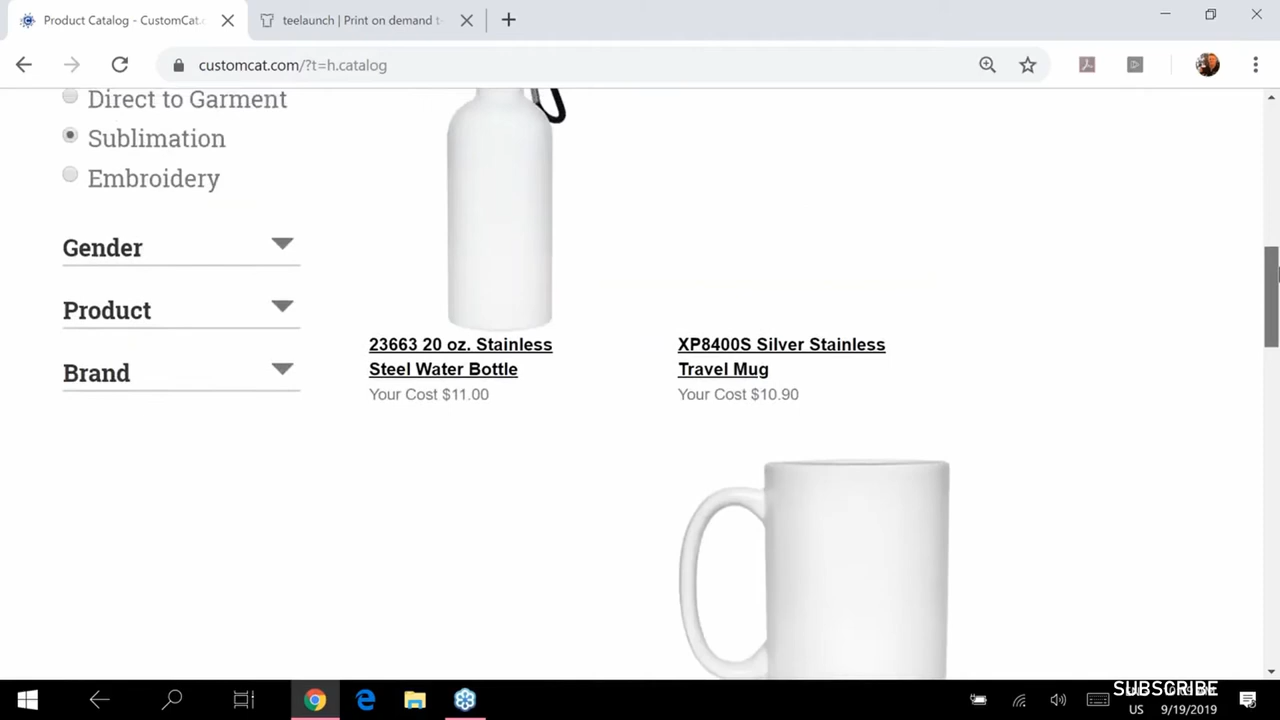 Product Catalog - CustomCat.c
teelaunch | Print on demand t
customcat.com/?t=h.catalog
Direct to Garment
Sublimation
Embroidery
Gender
Product
Brand
23663 20 oz. Stainless
Steel Water Bottle
Your Cost $11.00
XP8400S Silver Stainless
Travel Mug
Your Cost $10.90
SUBSCRIBE
US
9/19/2019